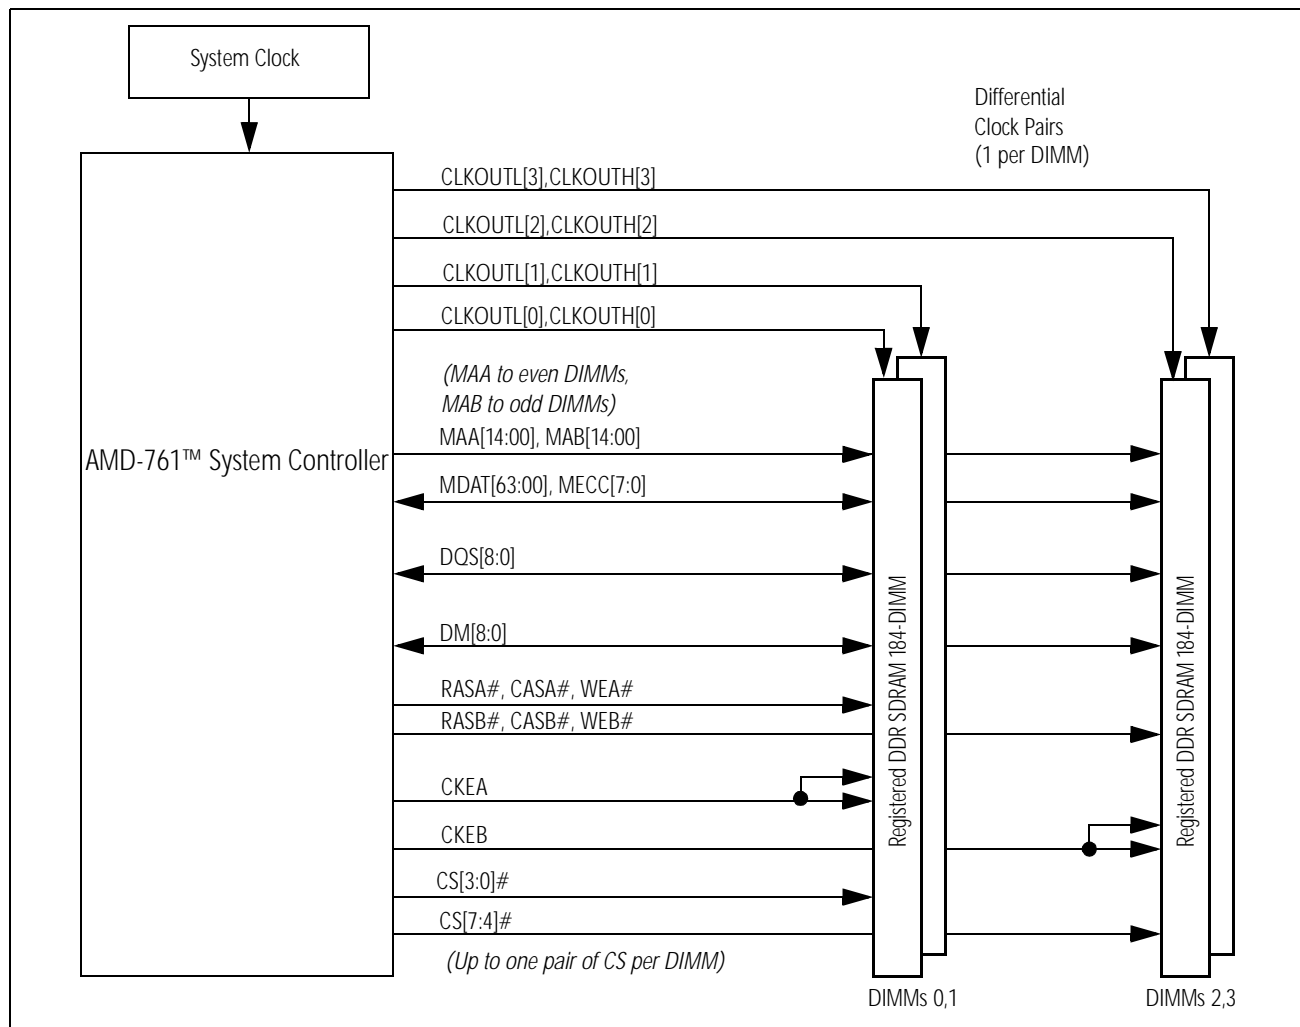 System Clock
Differential
Clock Pairs
(1 per DIMM)
CLKOUTL[3],CLKOUTH[3]
CLKOUTL[2],CLKOUTH[2]
CLKOUTL[1],CLKOUTH[1]
CLKOUTL[0],CLKOUTH[0]
(MAA to even DIMMs,
MAB to odd DIMMs)
MAA[14:00], MAB[14:00]
AMD-761™ System Controller
MDAT[63:00], MECC[7:0]
DQS[8:0]
DM[8:0]
RASA#, CASA#, WEA#
RASB#, CASB#, WEB#
CKEA
CKEB
CS[3:0]#
CS[7:4]#
(Up to one pair of CS per DIMM)
Registered DDR SDRAM 184-DIMM
Registered DDR SDRAM 184-DIMM
DIMMs 0,1
DIMMs 2,3